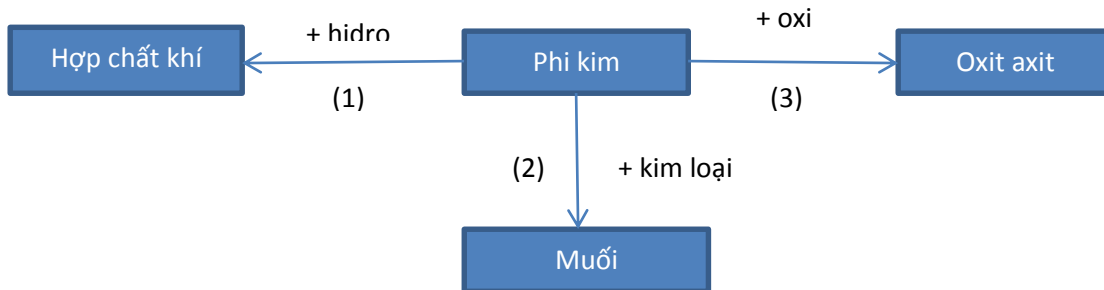 + oxi
+ hidro
Hợp chất khí
Phi kim
Oxit axit
(1)
(3)
(2)
+ kim loại
Muối